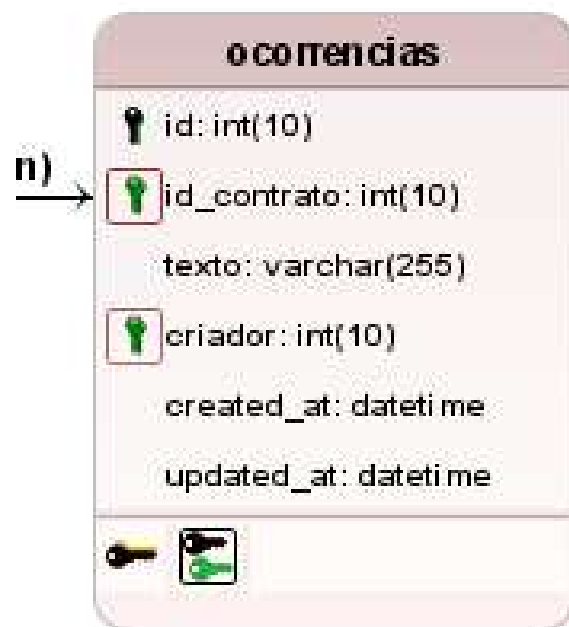 ocorrencias
id: int(10)
n)
id_contrato: int(10)
texto: varchar(255)
criador: int(10)
created_at: datetime
updated_at: datetime